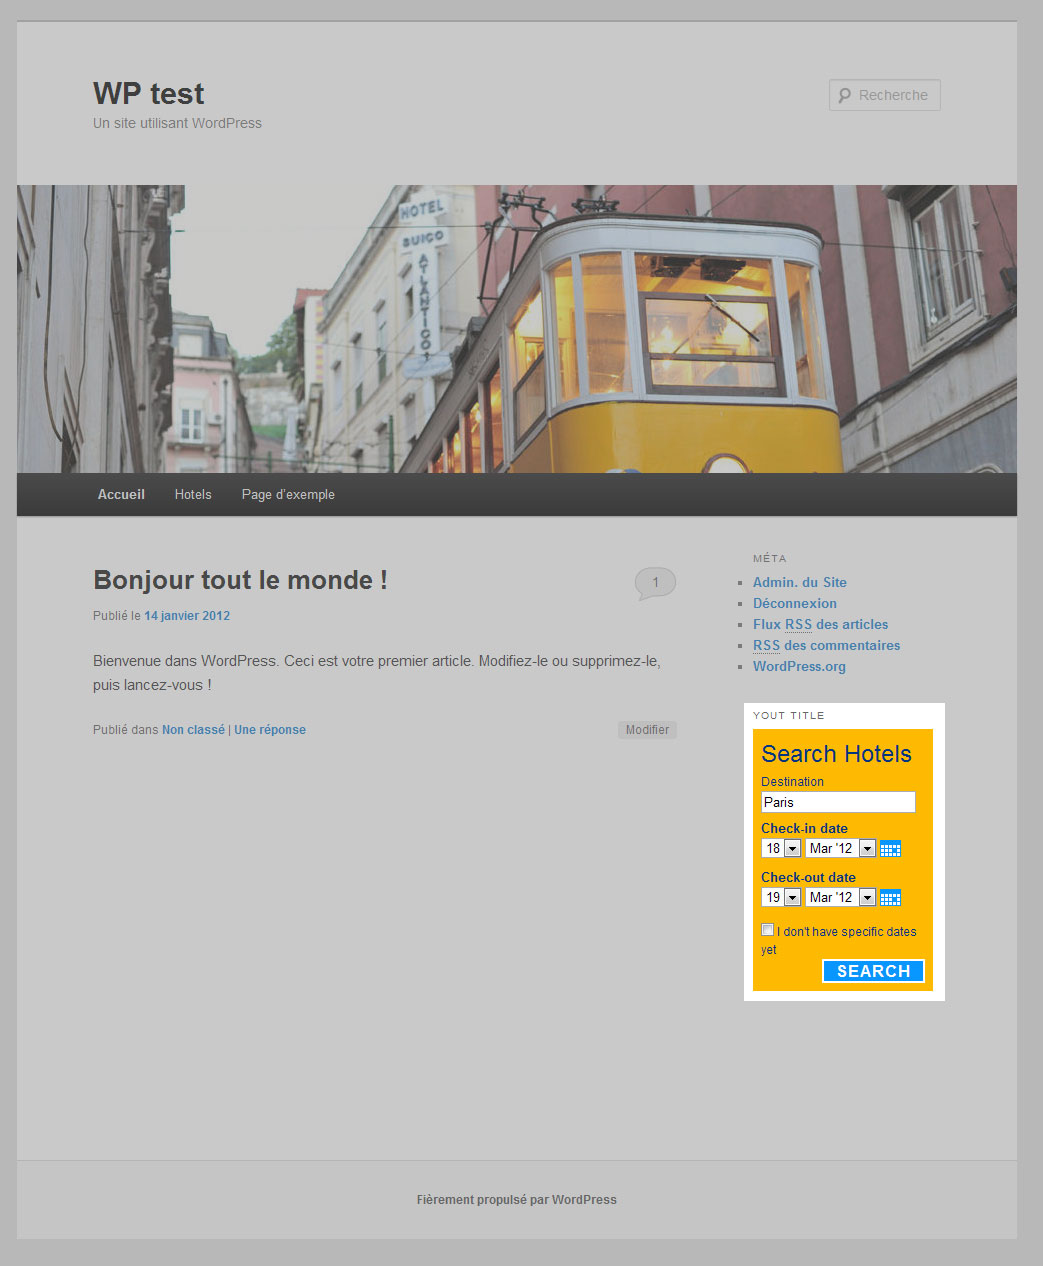 WP test
Un site utilisant WordPress
Recherche
HOTEL
SUIÇO
ATLANTICO
Accueil Hotels Page d'exemple
Bonjour tout le monde !
1
Publié le 14 janvier 2012
Bienvenue dans WordPress. Ceci est votre premier article. Modifiez-le ou supprimez-le,
puis lancez-vous !
Publié dans Non classé | Une réponse
Modifier
MÉTA
Admin. du Site
Déconnexion
Flux RSS des articles
RSS des commentaires
WordPress.org
YOUT TITLE
Search Hotels
Destination
Paris
Check-in date
18 Mar '12
Check-out date
19 Mar '12
I don't have specific dates
yet
SEARCH
Fièrement propulsé par WordPress